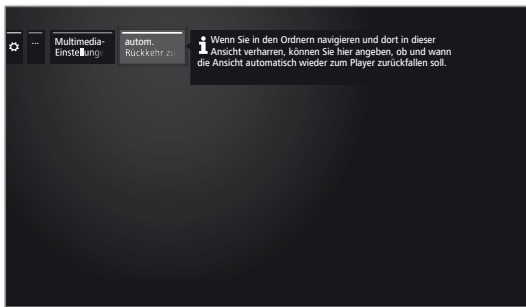 ...
Multimedia-
Einstellunge
autom.
Rückkehr zu
Wenn Sie in den Ordnern navigieren und dort in dieser
Ansicht verharren, können Sie hier angeben, ob und wann
die Ansicht automatisch wieder zum Player zurückfallen soll.